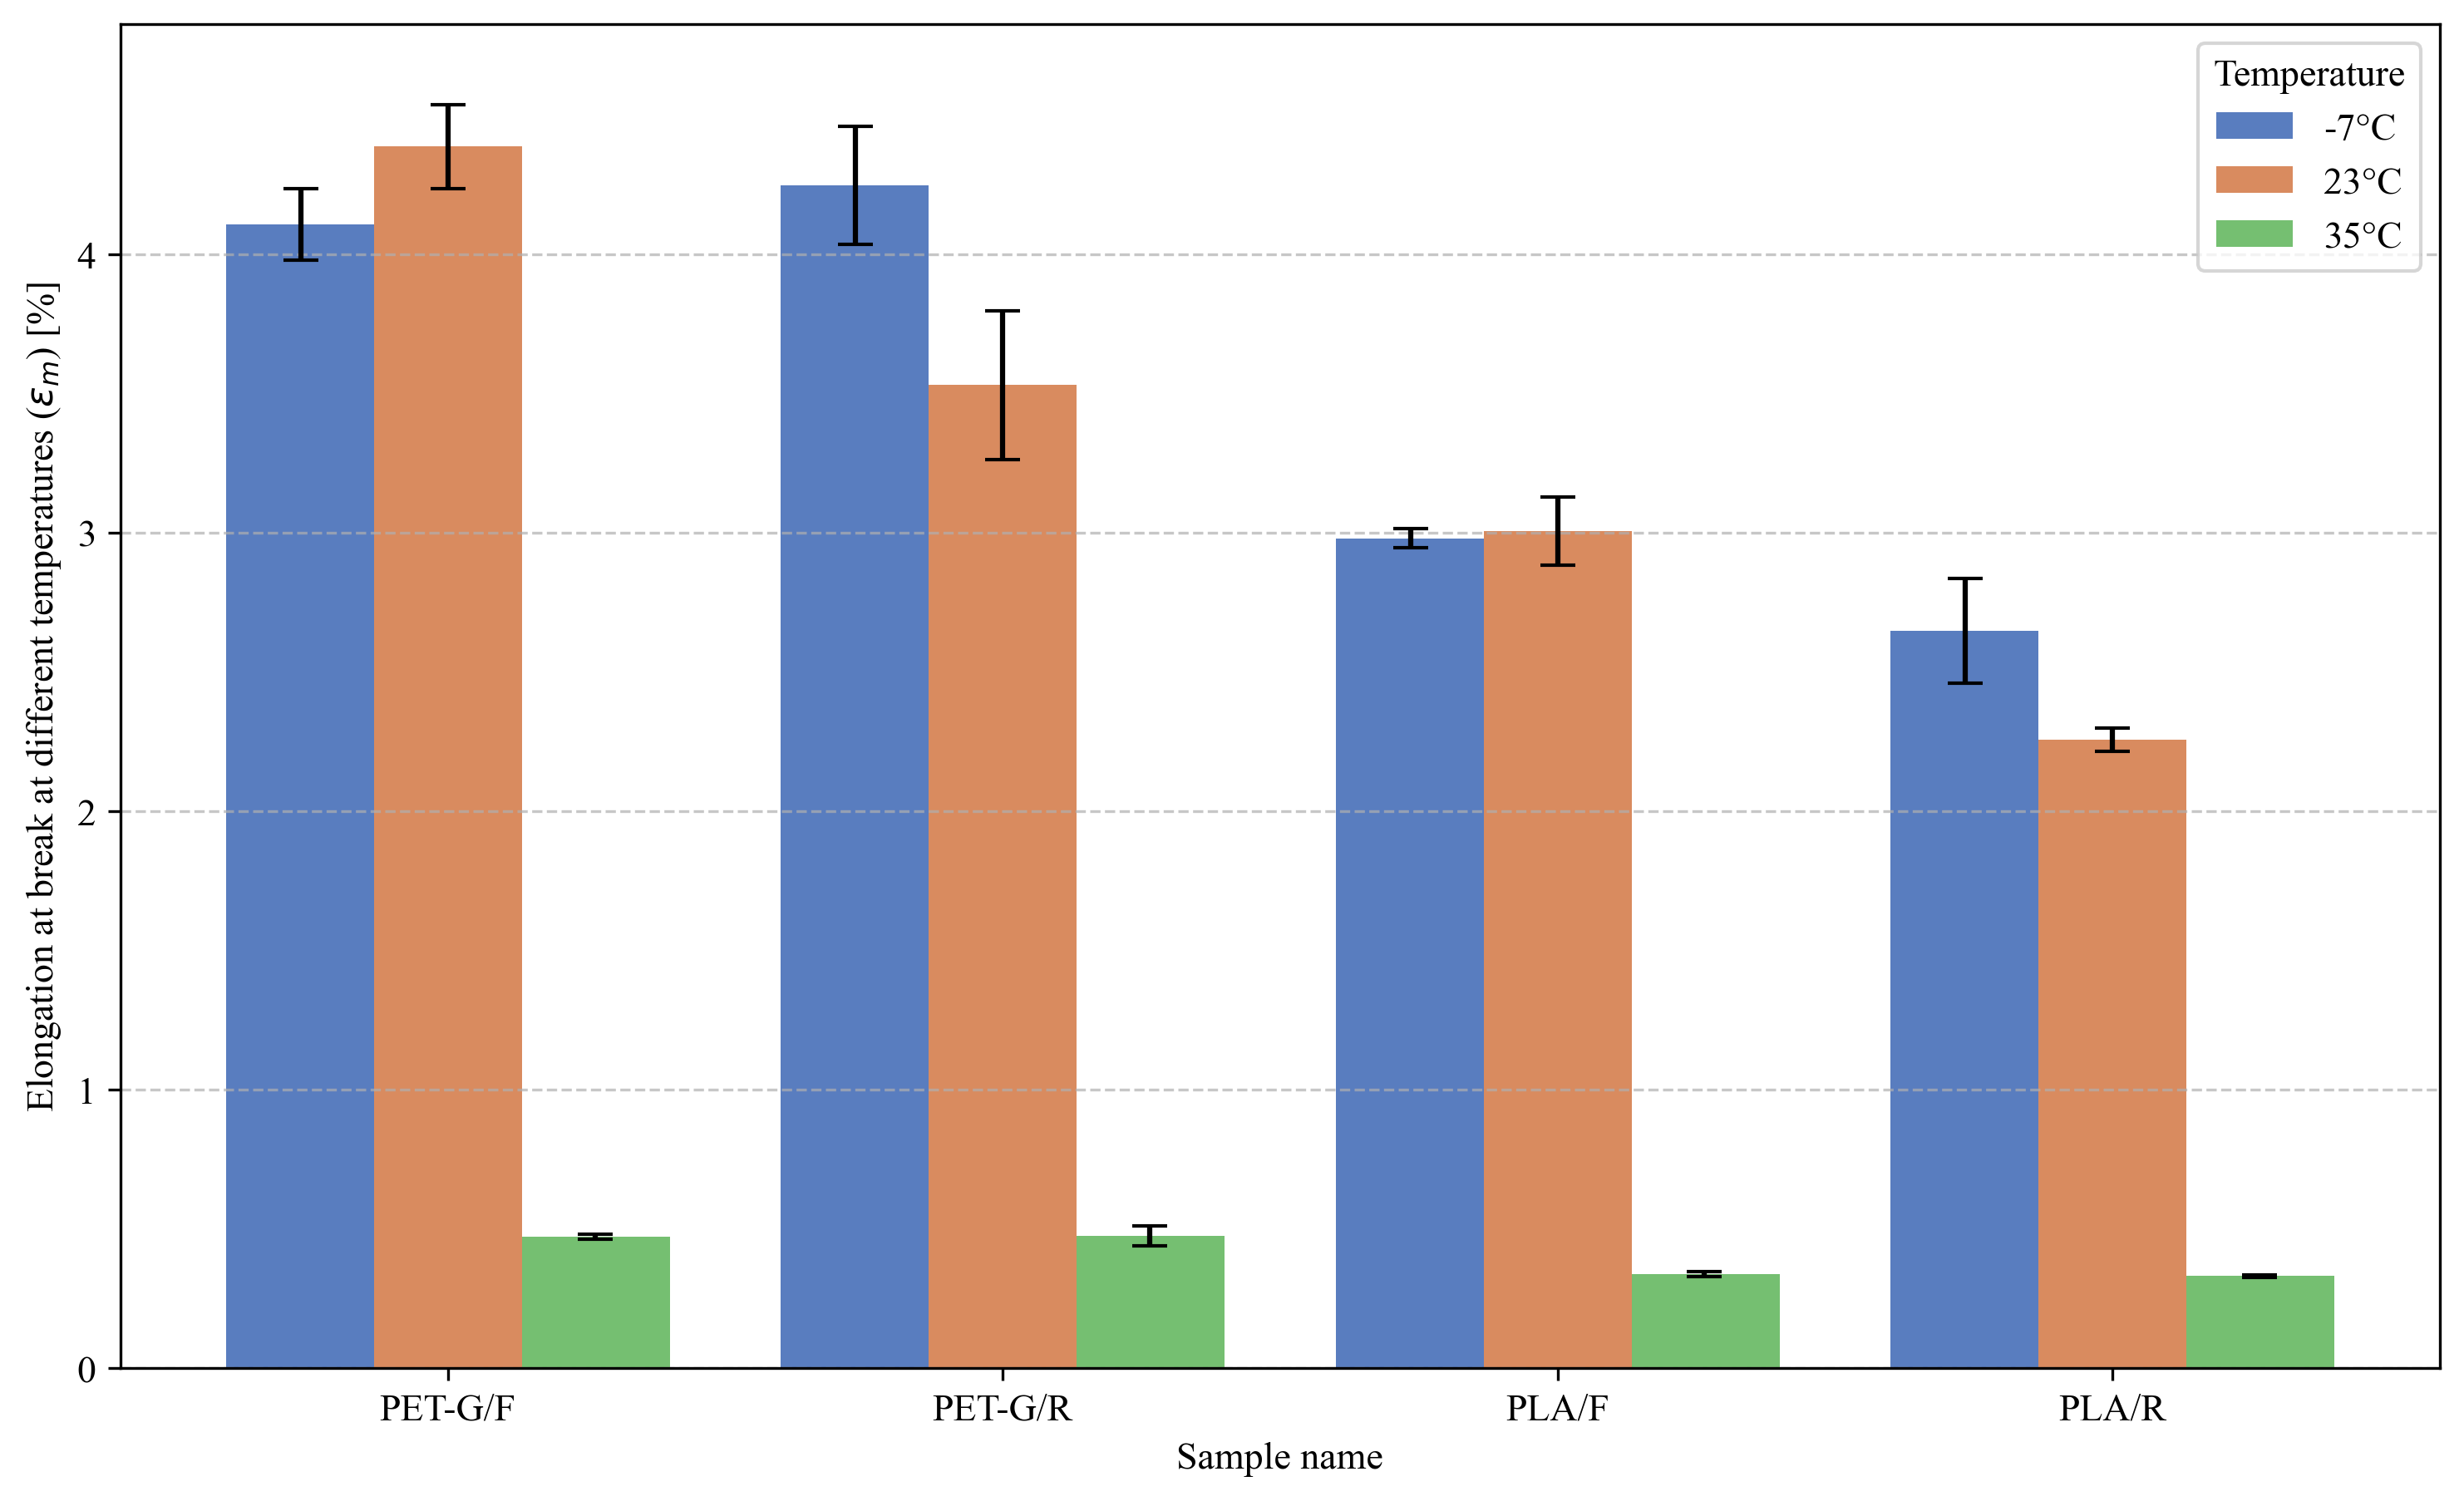 Temperature
-7°C
23°C
35°C
Elongation at break at different temperatures (ε_m) [%]
4
3
2
1
0
PET-G/F
PET-G/R
PLA/F
PLA/R
Sample name